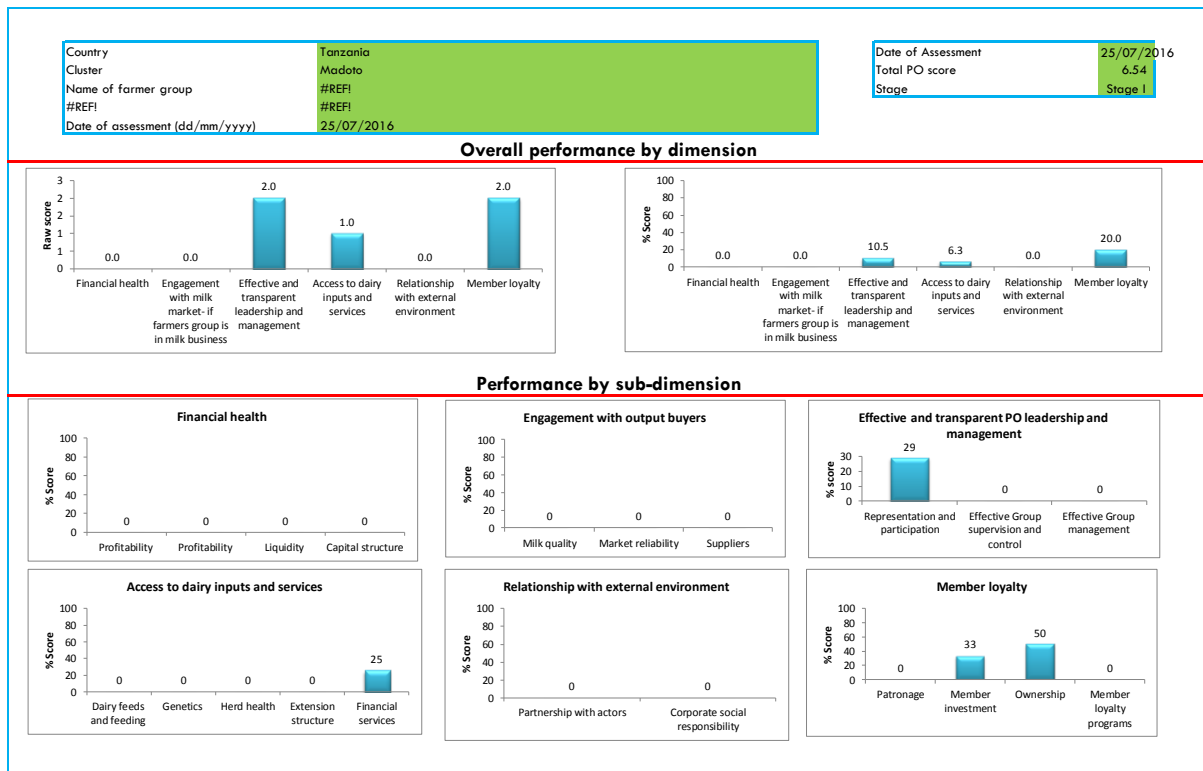 Country Tanzania
Cluster Madoto
Name of farmer group #REF!
#REF! #REF!
Date of assessment (dd/mm/yyyy) 25/07/2016
Date of Assessment 25/07/2016
Total PO score 6.54
Stage Stage I
Overall performance by dimension
Raw score
3
2
2
1
1
0
0.0 0.0 2.0 1.0 0.0 2.0
Financial health
Engagement
with milk
market- if
farmers group is
in milk business
Effective and
transparent
leadership and
management
Access to dairy
inputs and
services
Relationship
with external
environment
Member loyalty
% Score
100
80
60
40
20
0
0.0 0.0 10.5 6.3 0.0 20.0
Financial health
Engagement
with milk
market- if
farmers group is
in milk business
Effective and
transparent
leadership and
management
Access to dairy
inputs and
services
Relationship
with external
environment
Member loyalty
Performance by sub-dimension
Financial health
% Score
100
80
60
40
20
0
0 0 0 0
Profitability Profitability Liquidity Capital structure
Engagement with output buyers
% Score
100
80
60
40
20
0
0 0 0
Milk quality Market reliability Suppliers
Effective and transparent PO leadership and
management
% score
30
20
10
0
29 0 0
Representation and
participation
Effective Group
supervision and
control
Effective Group
management
Access to dairy inputs and services
% Score
100
80
60
40
20
0
0 0 0 0 25
Dairy feeds
and feeding
Genetics
Herd health
Extension
structure
Financial
services
Relationship with external environment
% Score
100
80
60
40
20
0
0 0
Partnership with actors
Corporate social
responsibility
Member loyalty
% Score
100
80
60
40
20
0
0 33 50 0
Patronage
Member
investment
Ownership
Member
loyalty
programs